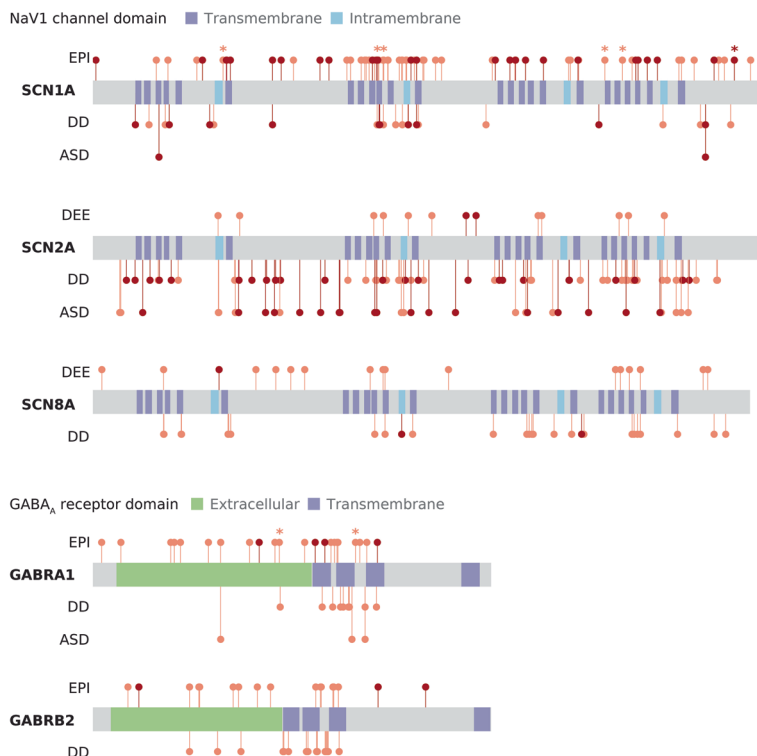 NaV1 channel domain Transmembrane Intramembrane
* * * * * *
EPI
SCN1A
DD
ASD
DEE
SCN2A
DD
ASD
DEE
SCN8A
DD
GABAA receptor domain Extracellular Transmembrane
* *
EPI
GABRA1
DD
ASD
EPI
GABRB2
DD